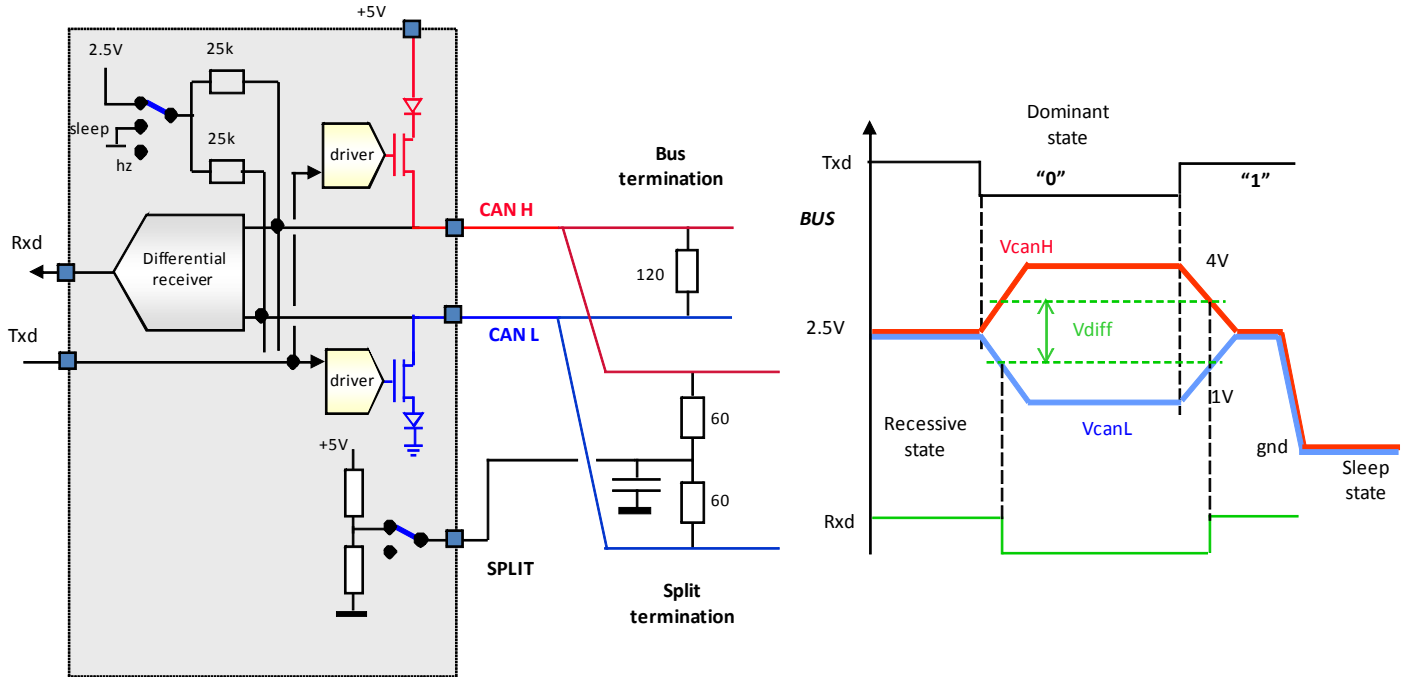 +5V
2.5V
25k
sleep
25k
hz
driver
Bus
termination
CAN H
Rxd
Differential
receiver
120
CAN L
Txd
driver
60
+5V
60
SPLIT
Split
termination
Dominant
state
Txd
“0”
“1”
BUS
VcanH
4V
2.5V
Vdiff
1V
Recessive
state
VcanL
gnd
Sleep
state
Rxd